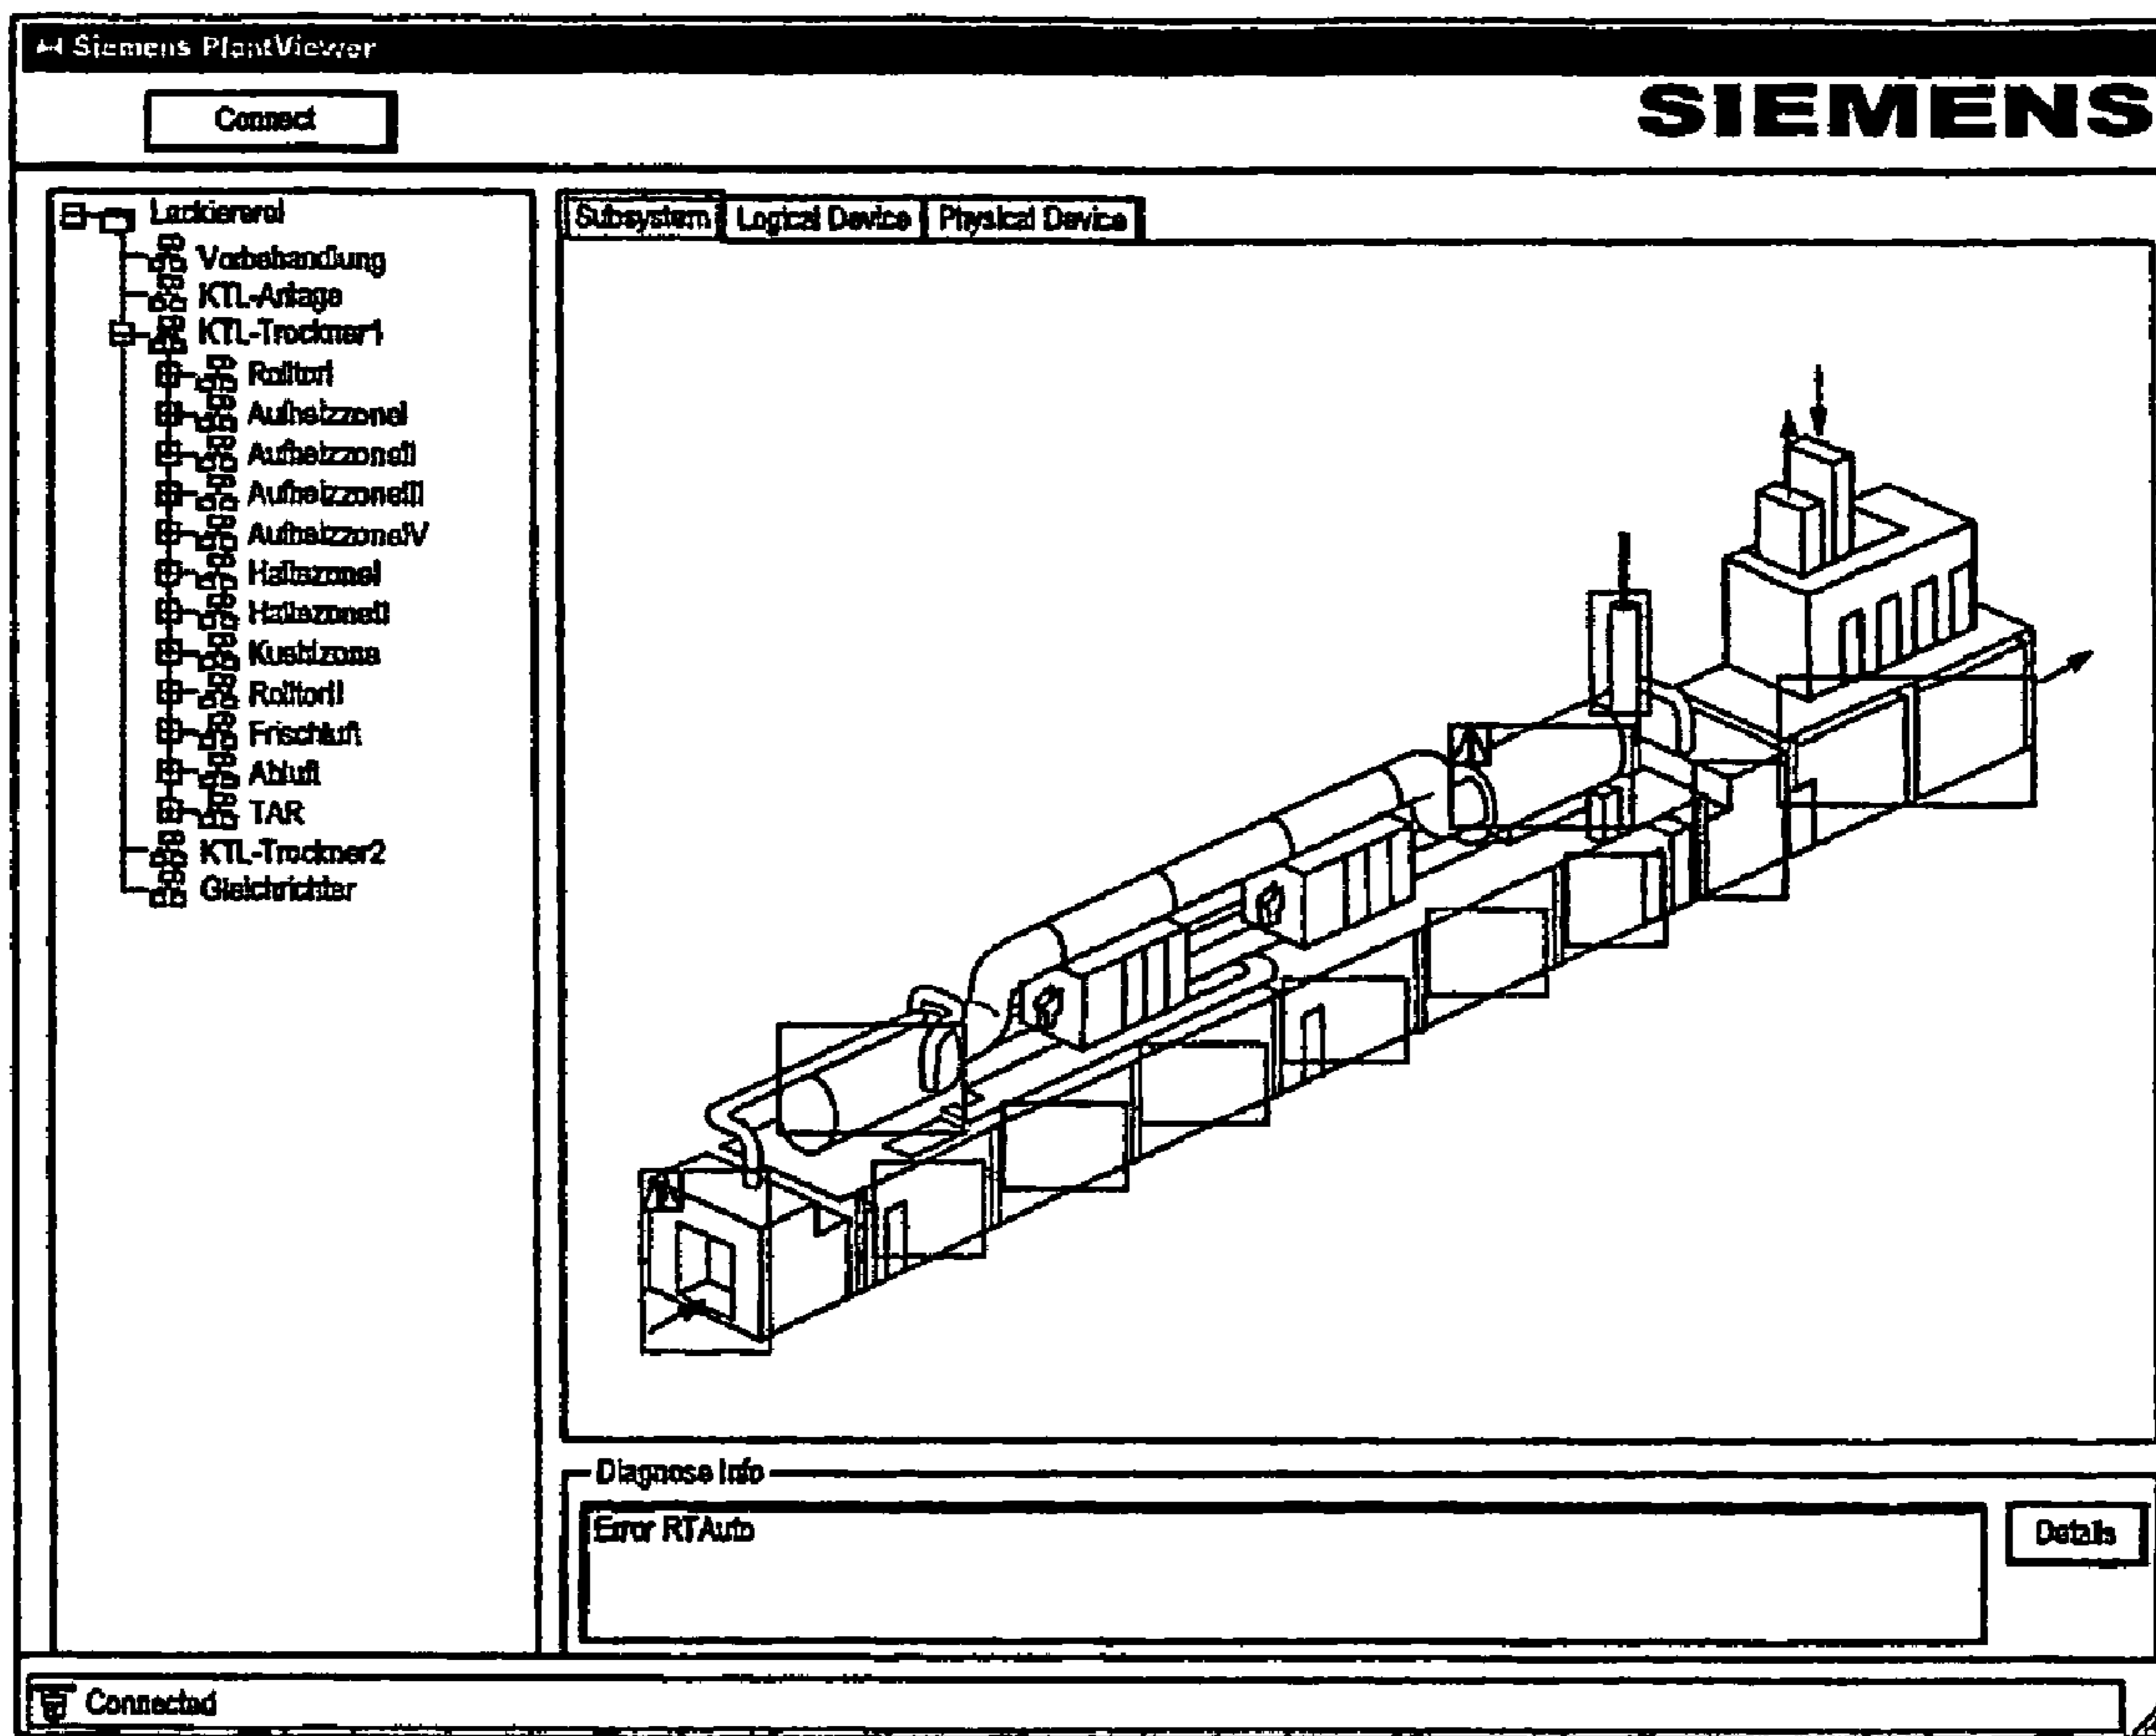 Siemens PlantViewer
Connect
SIEMENS
Lackiererei
Vorbehandlung
KTL-Anlage
KTL-Trockner1
RolltorI
AufheizzoneI
AufheizzoneII
AufheizzoneIII
AufheizzoneIV
HaltezoneI
HaltezoneII
Kuehlzone
RolltorII
Frischluft
Abluft
TAR
KTL-Trockner2
Gleichrichter
Subsystem Logical Device Physical Device
Diagnose Info
Error RTAuto
Details
Connected